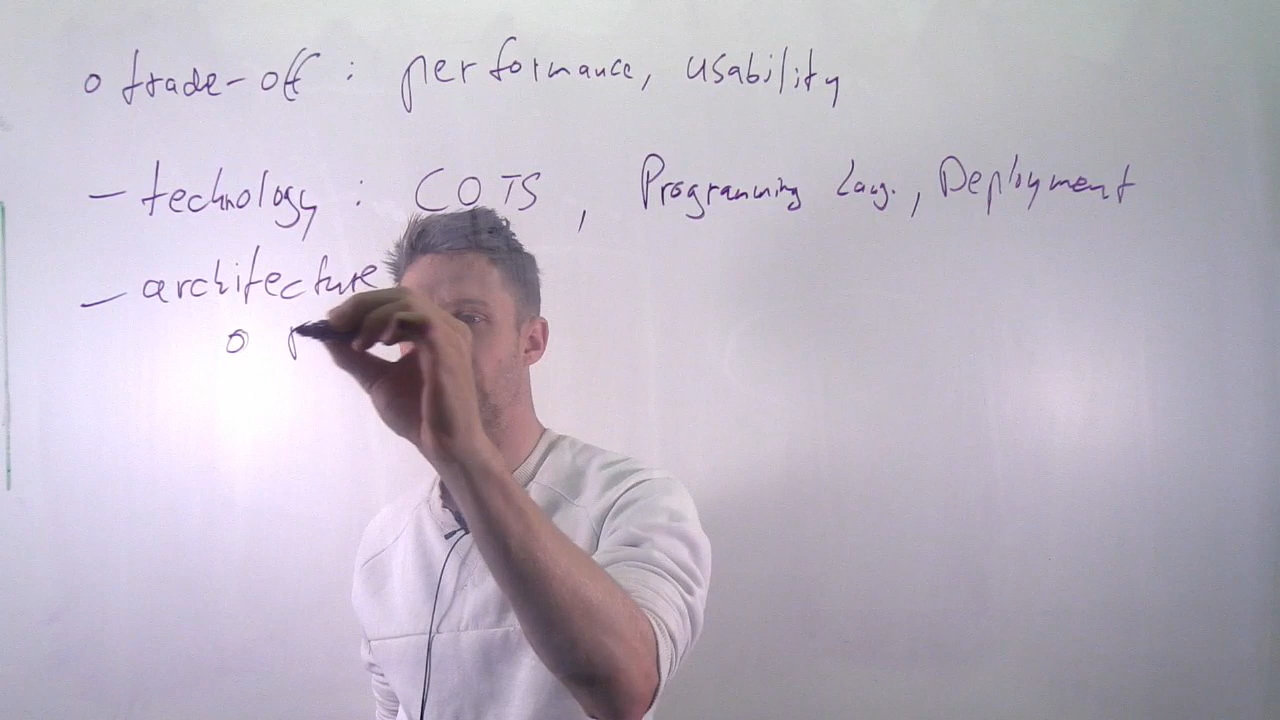 o trade-off : performance, usability
- technology : COTS , Programming Lang. , Deployment
- architecture
o